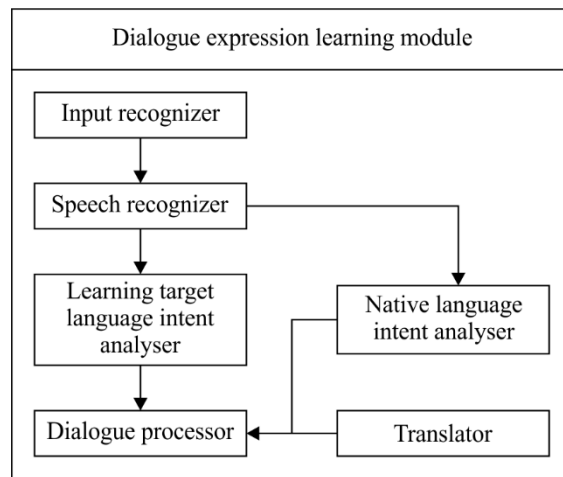 Dialogue expression learning module
Input recognizer
Speech recognizer
Learning target
language intent
analyser
Native language
intent analyser
Dialogue processor
Translator